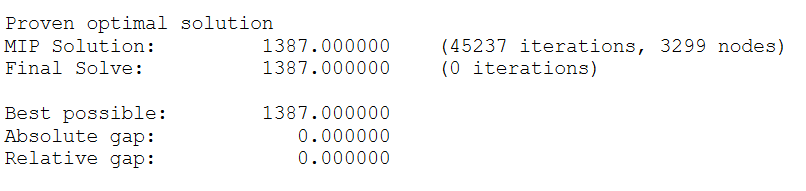 Proven optimal solution
MIP Solution: 1387.000000 (45237 iterations, 3299 nodes)
Final Solve: 1387.000000 (0 iterations)
Best possible: 1387.000000
Absolute gap: 0.000000
Relative gap: 0.000000